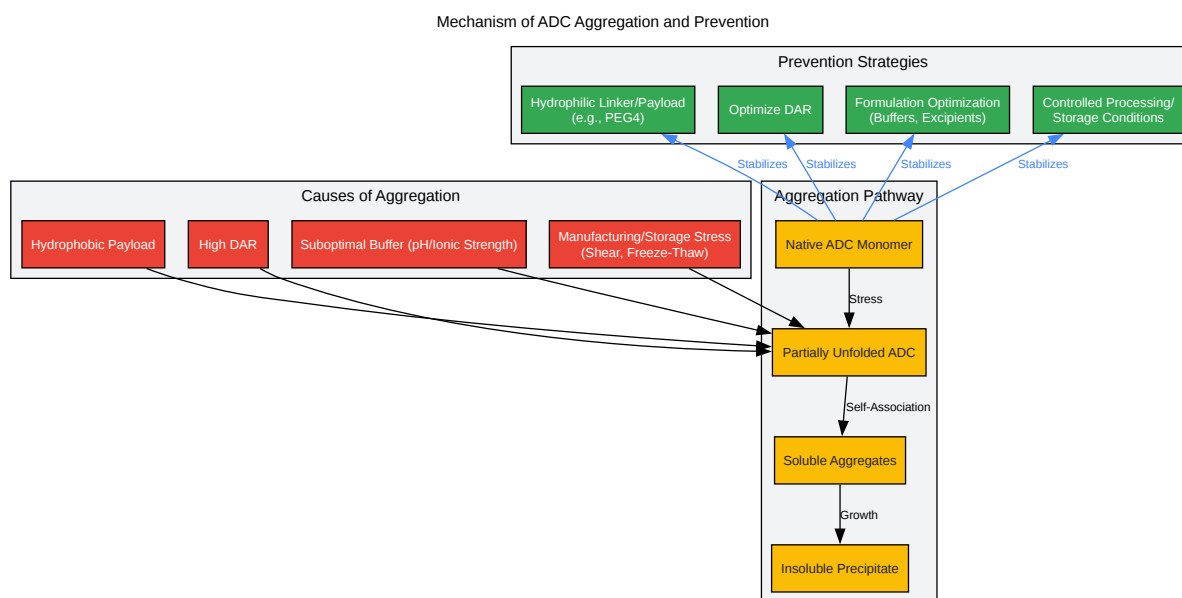 Mechanism of ADC Aggregation and Prevention
Prevention Strategies
Hydrophilic Linker/Payload
(e.g., PEG4)
Optimize DAR
Formulation Optimization
(Buffers, Excipients)
Controlled Processing/
Storage Conditions
Stabilizes
Stabilizes
Stabilizes
Stabilizes
Causes of Aggregation
Hydrophobic Payload
High DAR
Suboptimal Buffer (pH/Ionic Strength)
Manufacturing/Storage Stress
(Shear, Freeze-Thaw)
Aggregation Pathway
Native ADC Monomer
Stress
Partially Unfolded ADC
Self-Association
Soluble Aggregates
Growth
Insoluble Precipitate